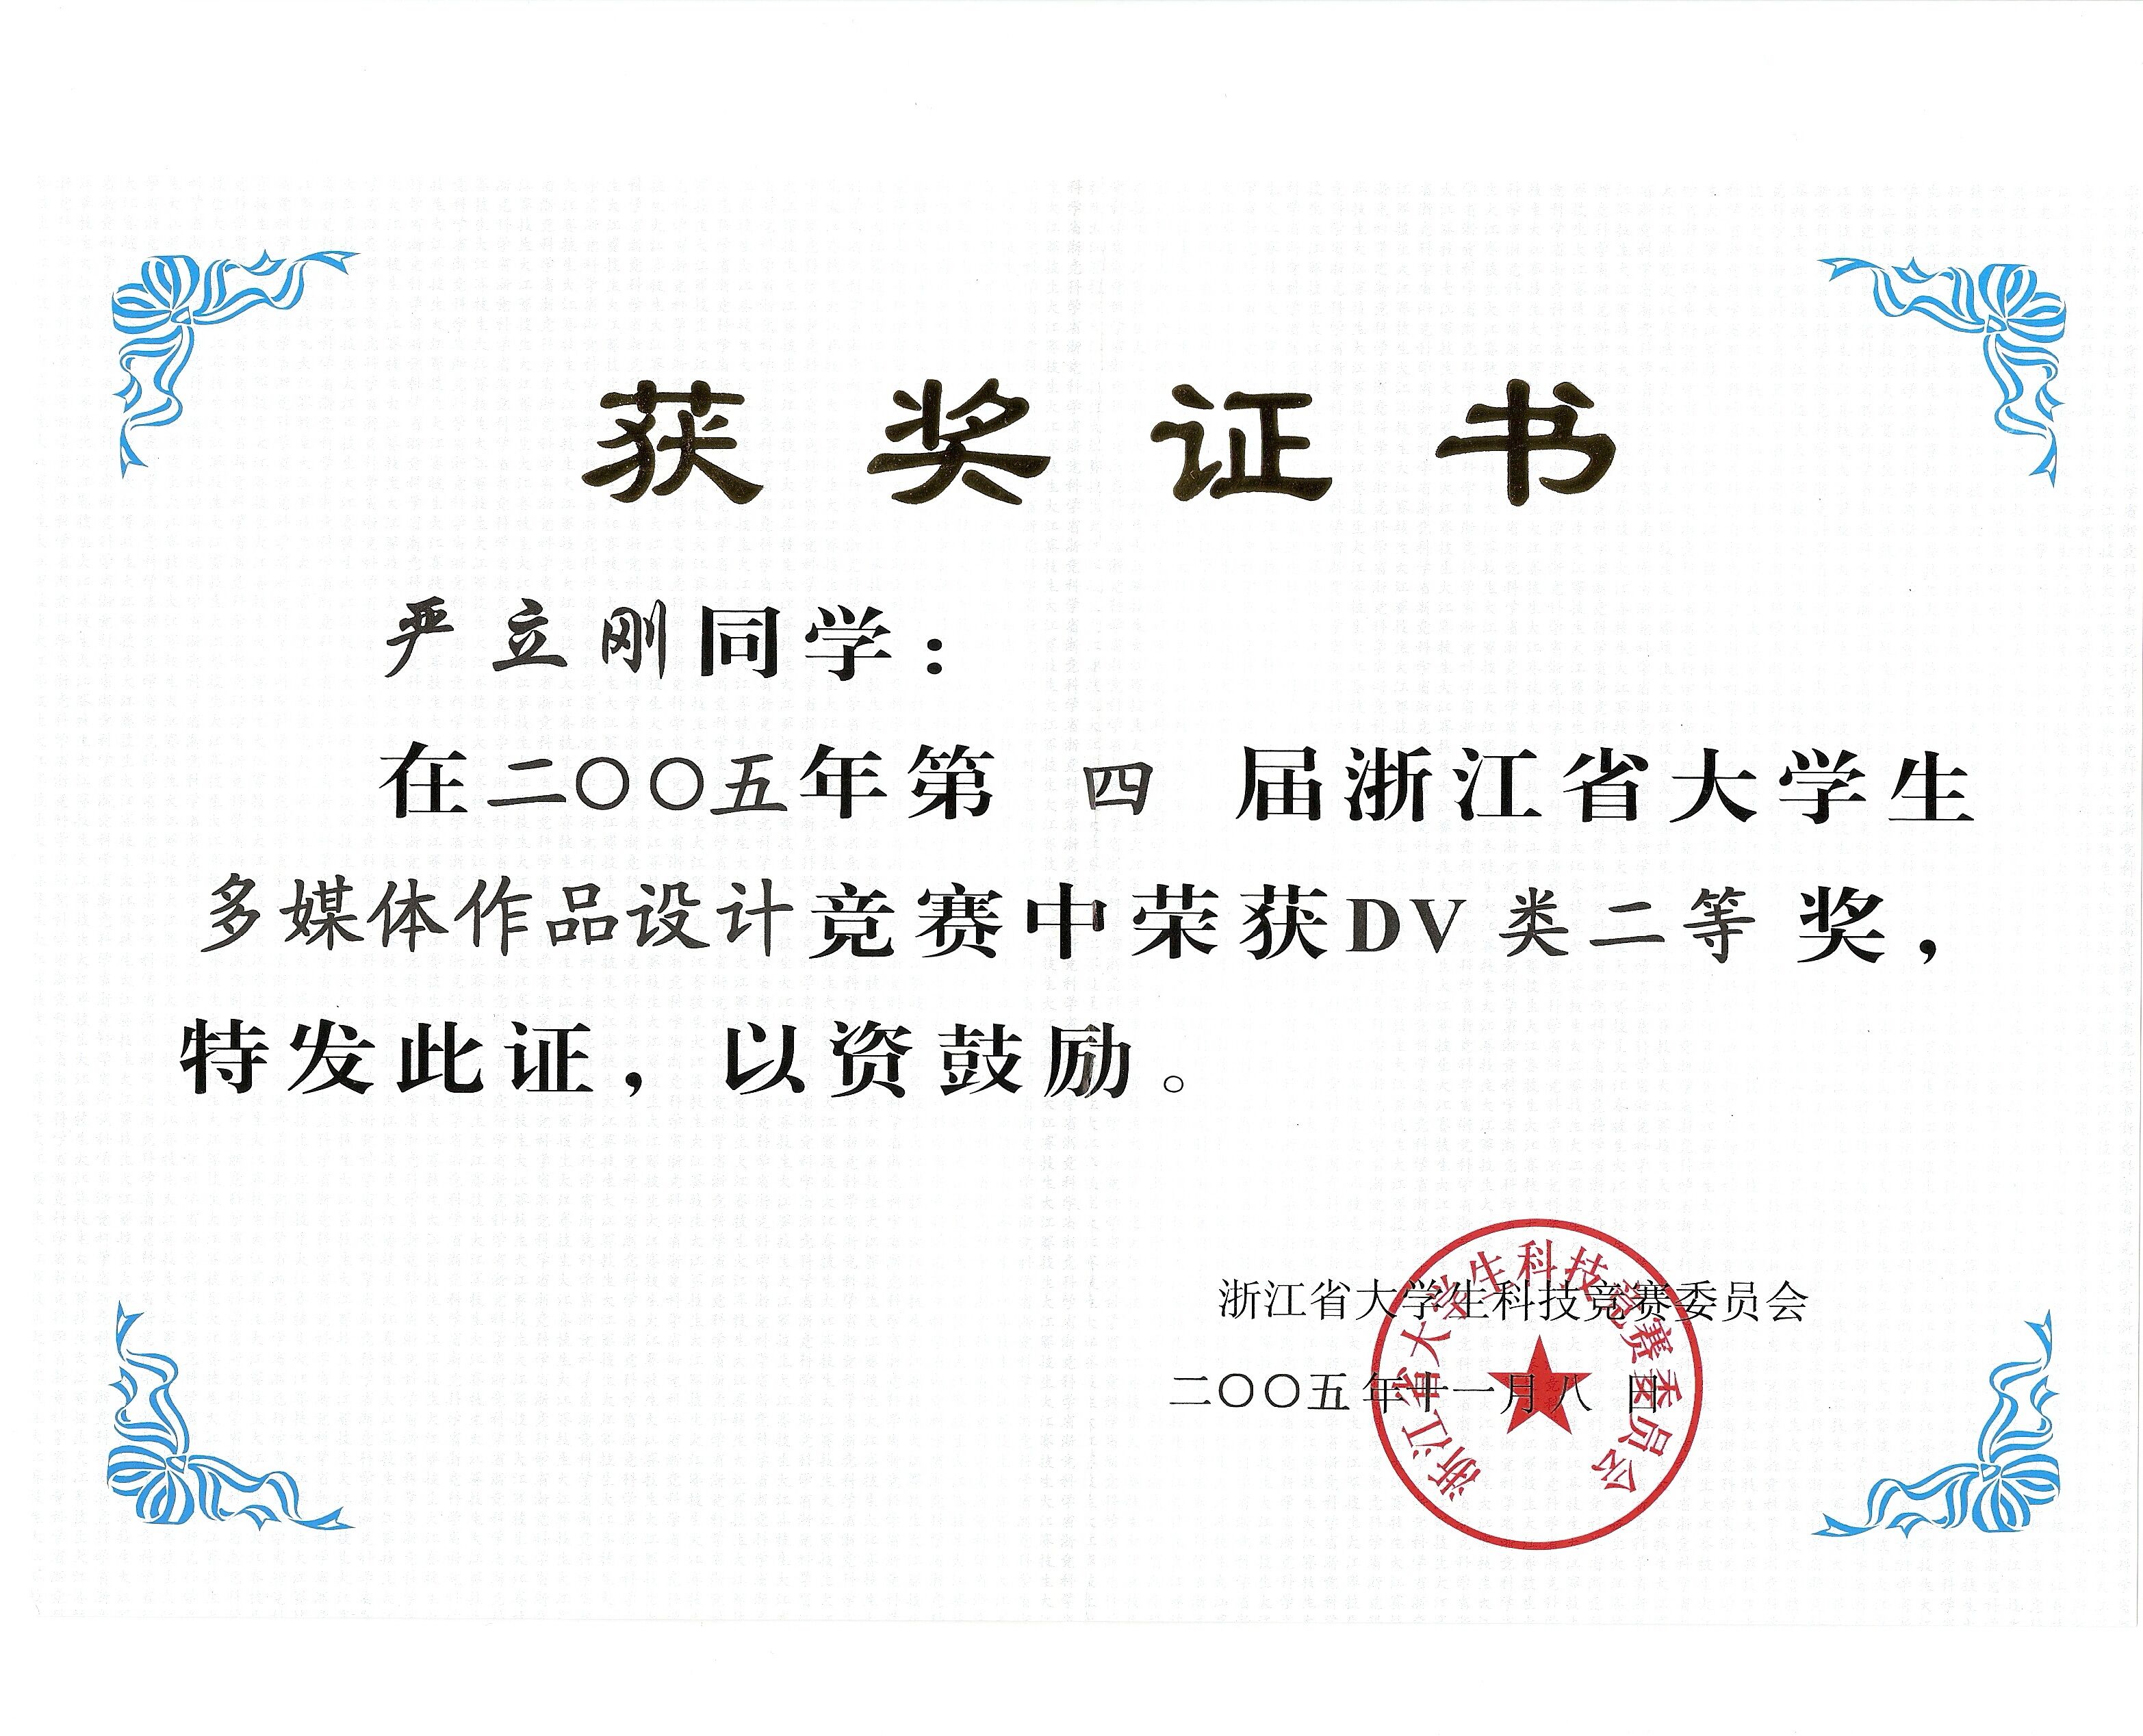 获奖证书
严立刚同学：
在二〇〇五年第四届浙江省大学生
多媒体作品设计竞赛中荣获DV类二等奖，
特发此证，以资鼓励。
浙江省大学生科技竞赛委员会
二〇〇五年十一月八日
浙江省大学生科技竞赛委员会